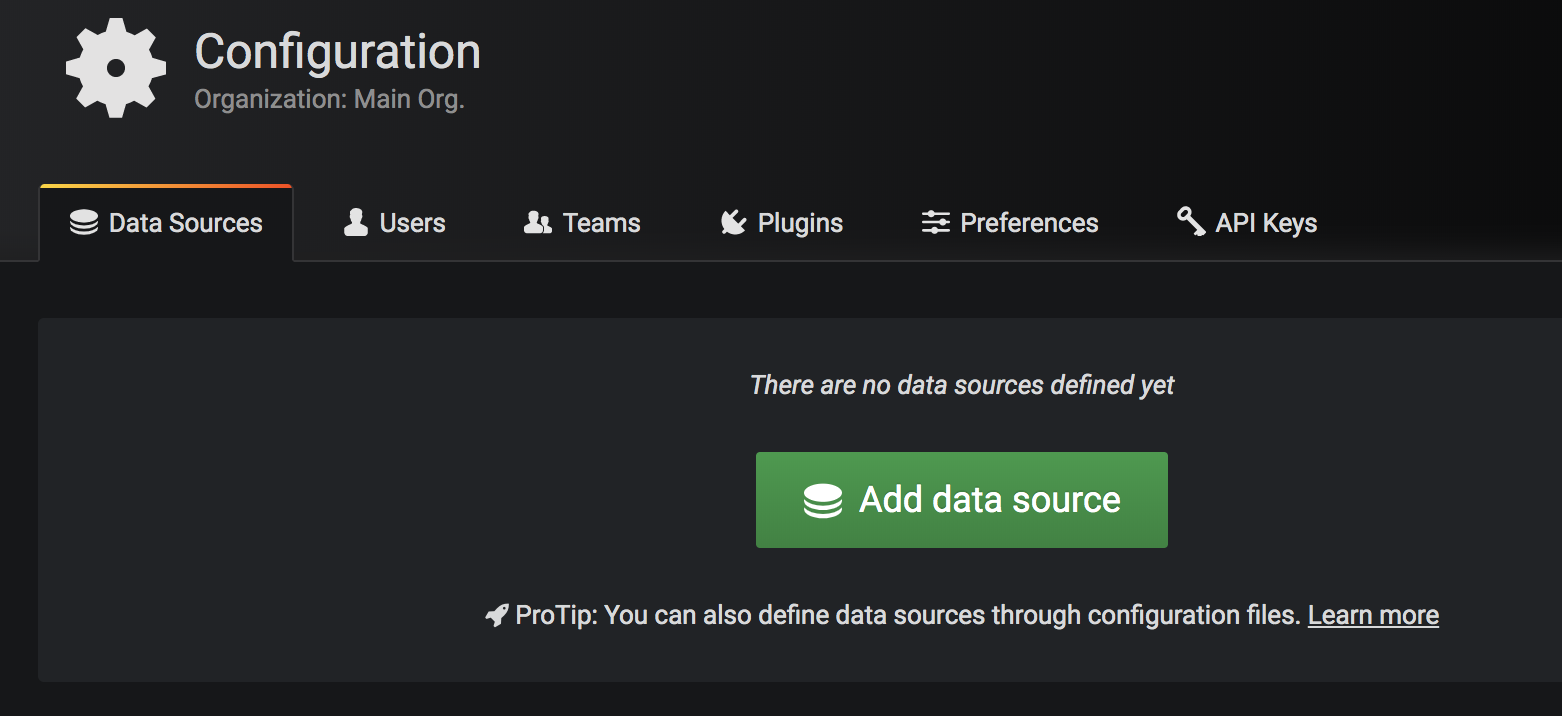 Configuration
Organization: Main Org.
Data Sources Users Teams Plugins Preferences API Keys
There are no data sources defined yet
Add data source
ProTip: You can also define data sources through configuration files. Learn more